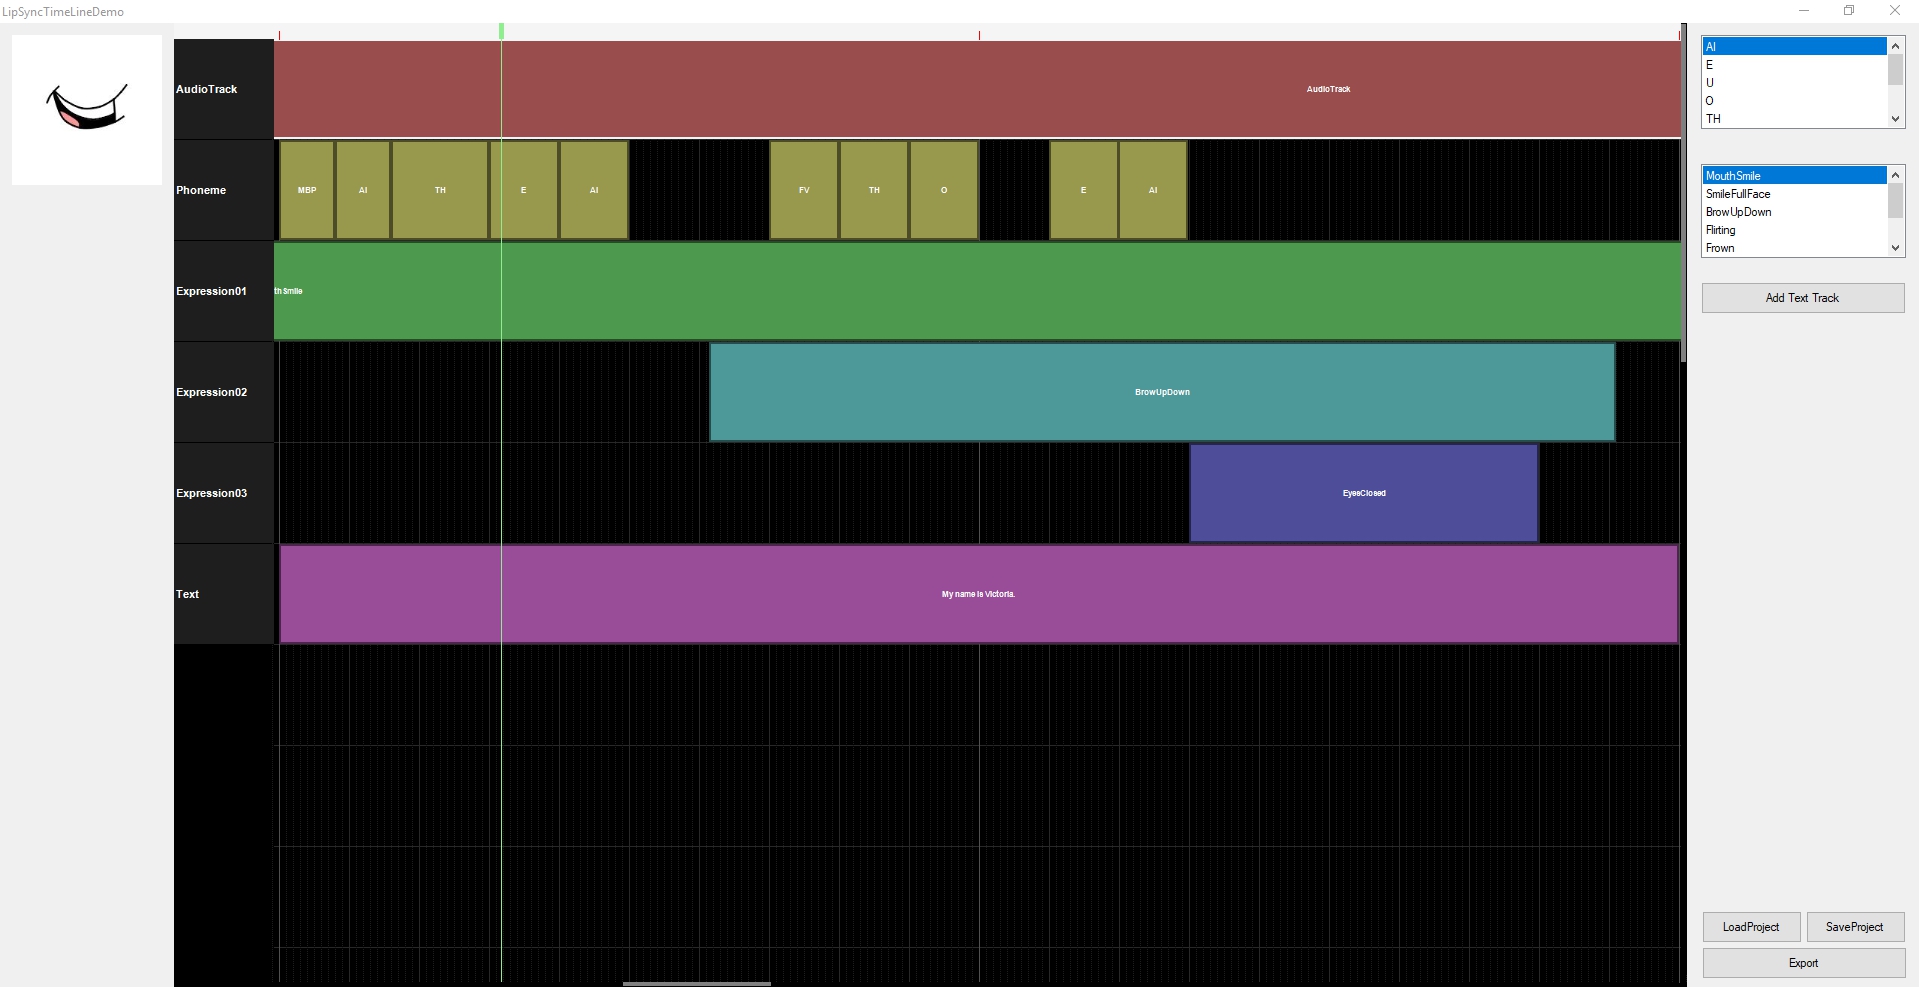 LipSyncTimeLineDemo
AudioTrack
AudioTrack
Phoneme
MBP
AI
TH
E
AI
FV
TH
O
E
AI
Expression01
thSmile
Expression02
BrowUpDown
Expression03
EyesClosed
Text
My name is Victoria.
AI
E
U
O
TH
MouthSmile
SmileFullFace
BrowUpDown
Flirting
Frown
Add Text Track
LoadProject
SaveProject
Export